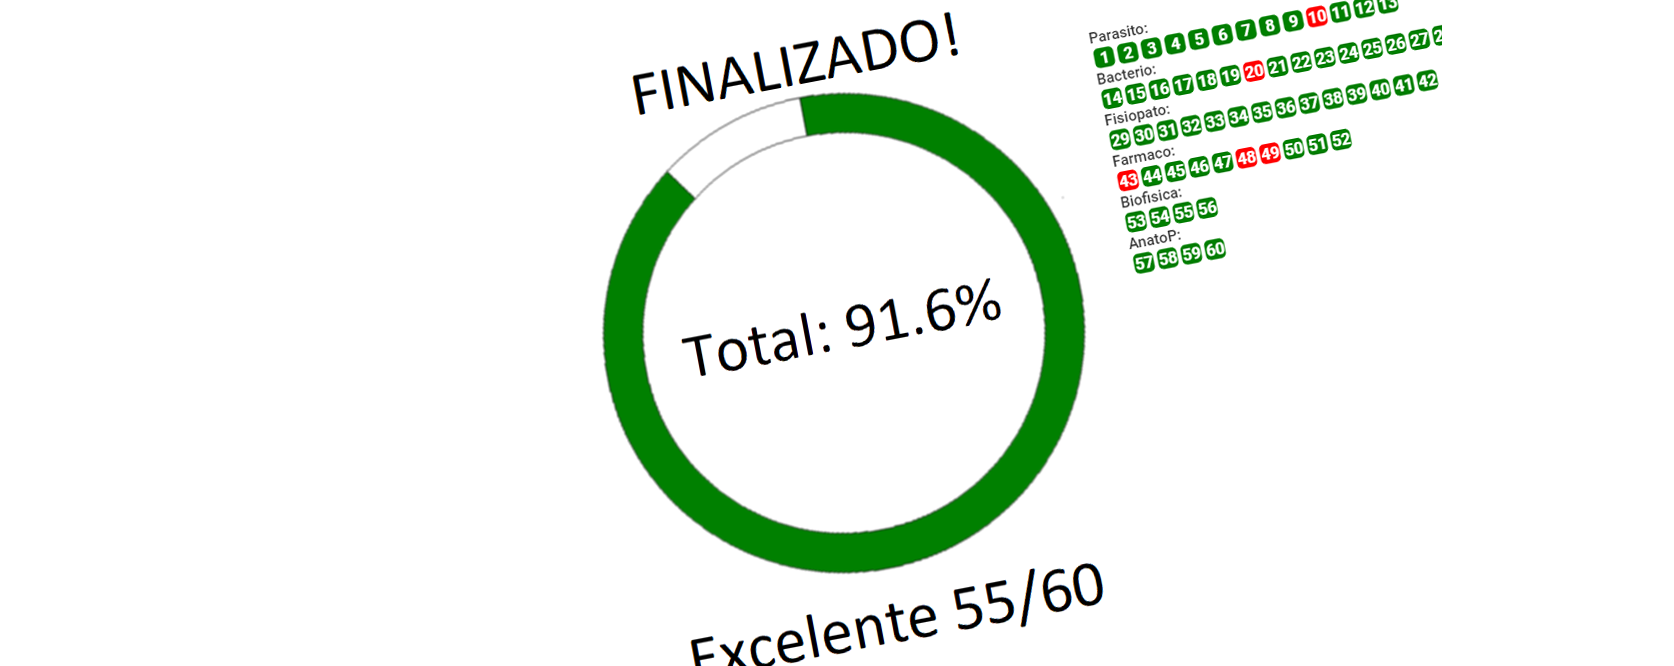 FINALIZADO!
Total: 91.6%
Excelente 55/60
Parasito:
1 2 3 4 5 6 7 8 9 10 11 12 13
Bacterio:
14 15 16 17 18 19 20 21 22 23 24 25 26 27
Fisiopato:
29 30 31 32 33 34 35 36 37 38 39 40 41 42
Farmaco:
43 44 45 46 47 48 49 50 51 52
Biofisica:
53 54 55 56
AnatoP:
57 58 59 60